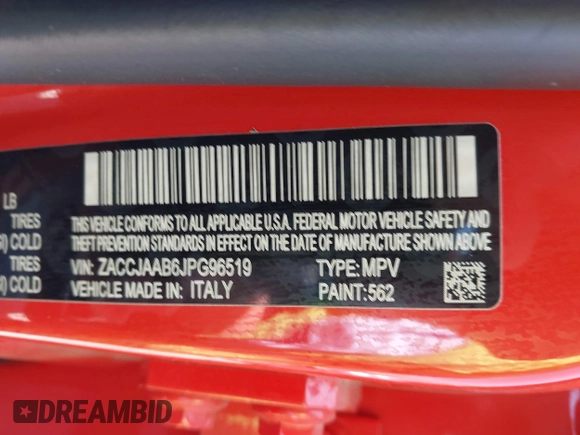 LB
TIRES
COLD
TIRES
COLD
THIS VEHICLE CONFORMS TO ALL APPLICABLE U.S.A. FEDERAL MOTOR VEHICLE SAFETY AND
THEFT PREVENTION STANDARDS IN EFFECT ON THE DATE OF MANUFACTURE SHOWN ABOVE
VIN: ZACCJAAB6JPG96519 TYPE: MPV
VEHICLE MADE IN: ITALY PAINT: 562
DREAMBID